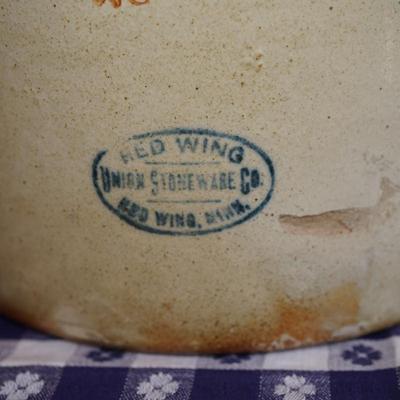 RED WING
UNION STONEWARE CO.
RED WING, MINN.